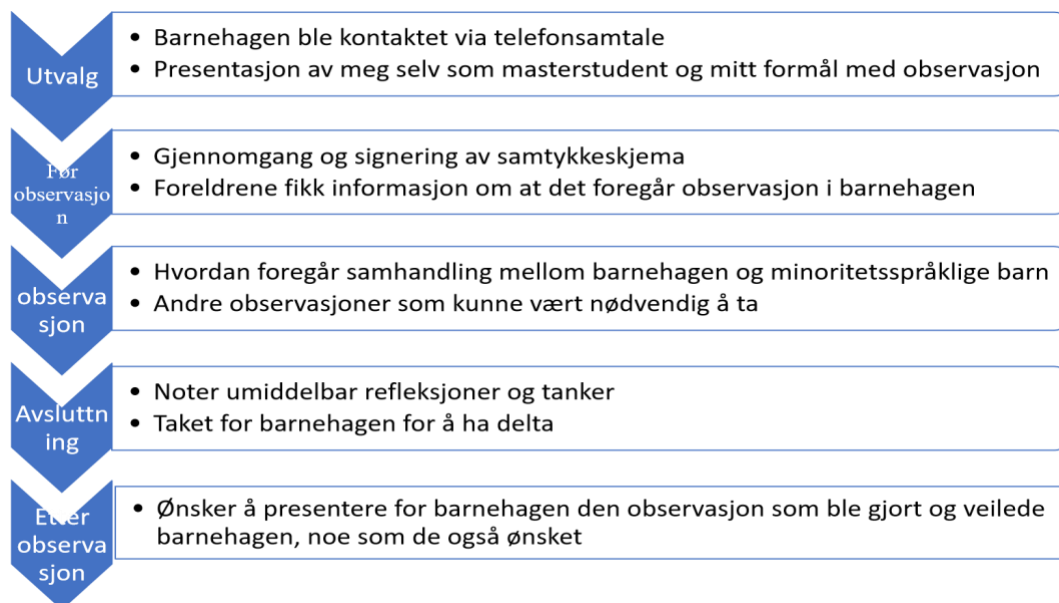 Utvalg
• Barnehagen ble kontaktet via telefonsamtale
• Presentasjon av meg selv som masterstudent og mitt formål med observasjon
Før
observasjo
n
• Gjennomgang og signering av samtykkeskjema
• Foreldrene fikk informasjon om at det foregår observasjon i barnehagen
observa
sjon
• Hvordan foregår samhandling mellom barnehagen og minoritetsspråklige barn
• Andre observasjoner som kunne vært nødvendig å ta
Avsluttn
ing
• Noter umiddelbar refleksjoner og tanker
• Taket for barnehagen for å ha delta
Etter
observa
sjon
• Ønsker å presentere for barnehagen den observasjon som ble gjort og veilede
barnehagen, noe som de også ønsket